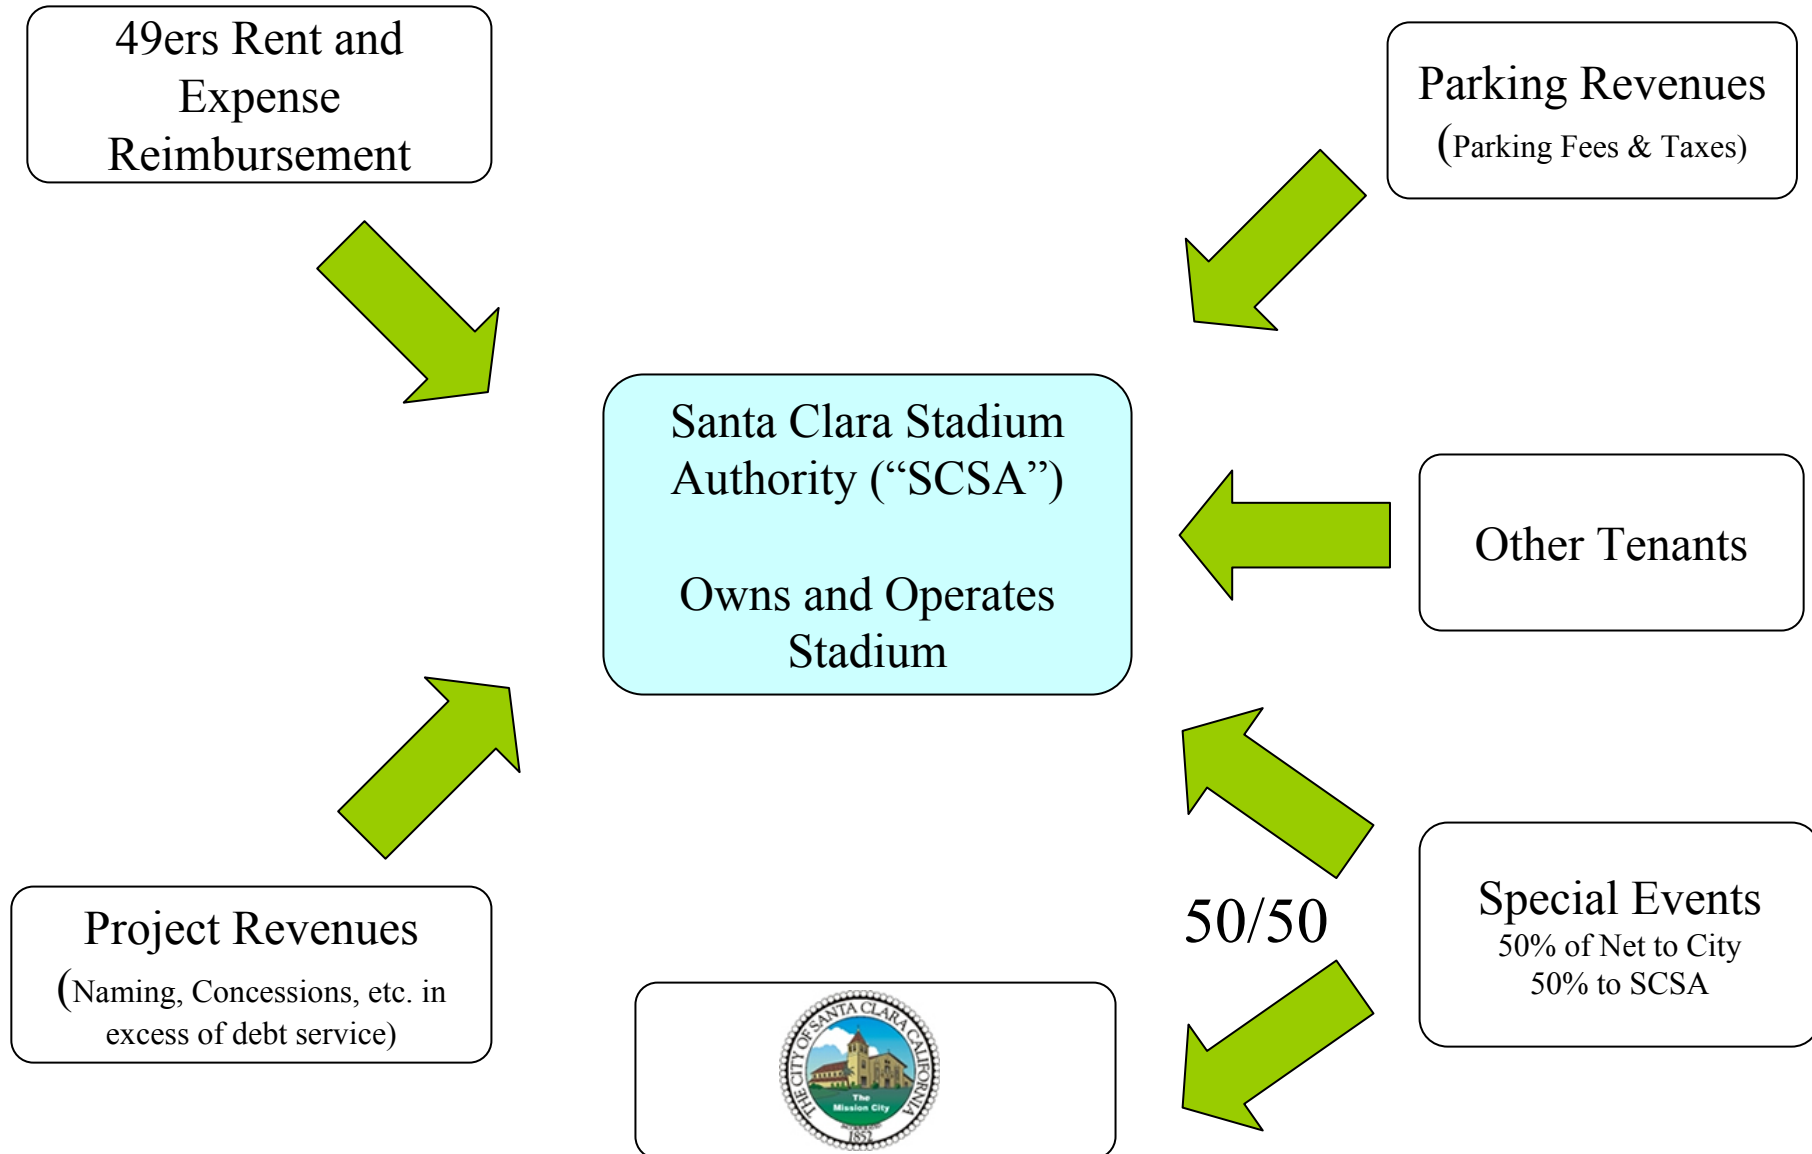 49ers Rent and
Expense
Reimbursement
Parking Revenues
(Parking Fees & Taxes)
Santa Clara Stadium
Authority (“SCSA”)
Owns and Operates
Stadium
Other Tenants
Project Revenues
(Naming, Concessions, etc. in
excess of debt service)
50/50
Special Events
50% of Net to City
50% to SCSA
THE CITY OF SANTA CLARA CALIFORNIA
The
Mission City
INCORPORATED
1852